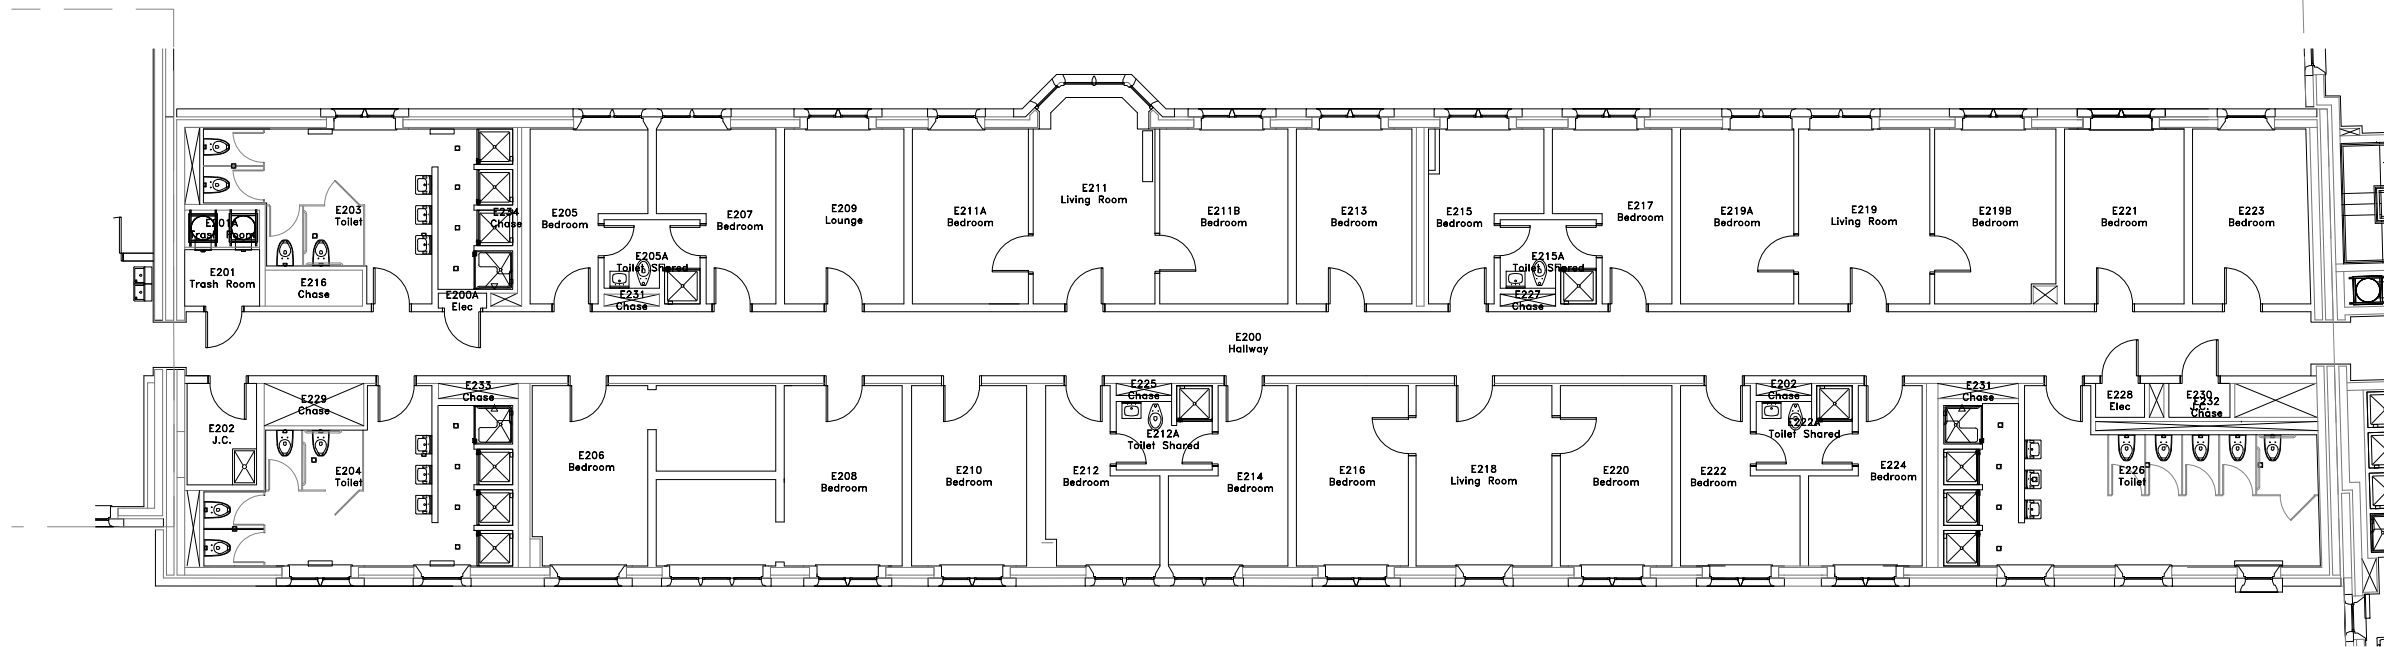 E203
Toilet
E201A
Trash Room
E201
Trash Room
E216
Chase
E234
Chase
E200A
Elec
E205
Bedroom
E205A
Toilet Shared
E231
Chase
E207
Bedroom
E209
Lounge
E211A
Bedroom
E211
Living Room
E211B
Bedroom
E213
Bedroom
E215
Bedroom
E215A
Toilet Shared
E227
Chase
E217
Bedroom
E219A
Bedroom
E219
Living Room
E219B
Bedroom
E221
Bedroom
E223
Bedroom
E200
Hallway
E202
J.C.
E229
Chase
E204
Toilet
E233
Chase
E206
Bedroom
E208
Bedroom
E210
Bedroom
E212
Bedroom
E225
Chase
E212A
Toilet Shared
E214
Bedroom
E216
Bedroom
E218
Living Room
E220
Bedroom
E222
Bedroom
E202
Chase
E222A
Toilet Shared
E224
Bedroom
E231
Chase
E228
Elec
E230
J.C.
E232
Chase
E226
Toilet